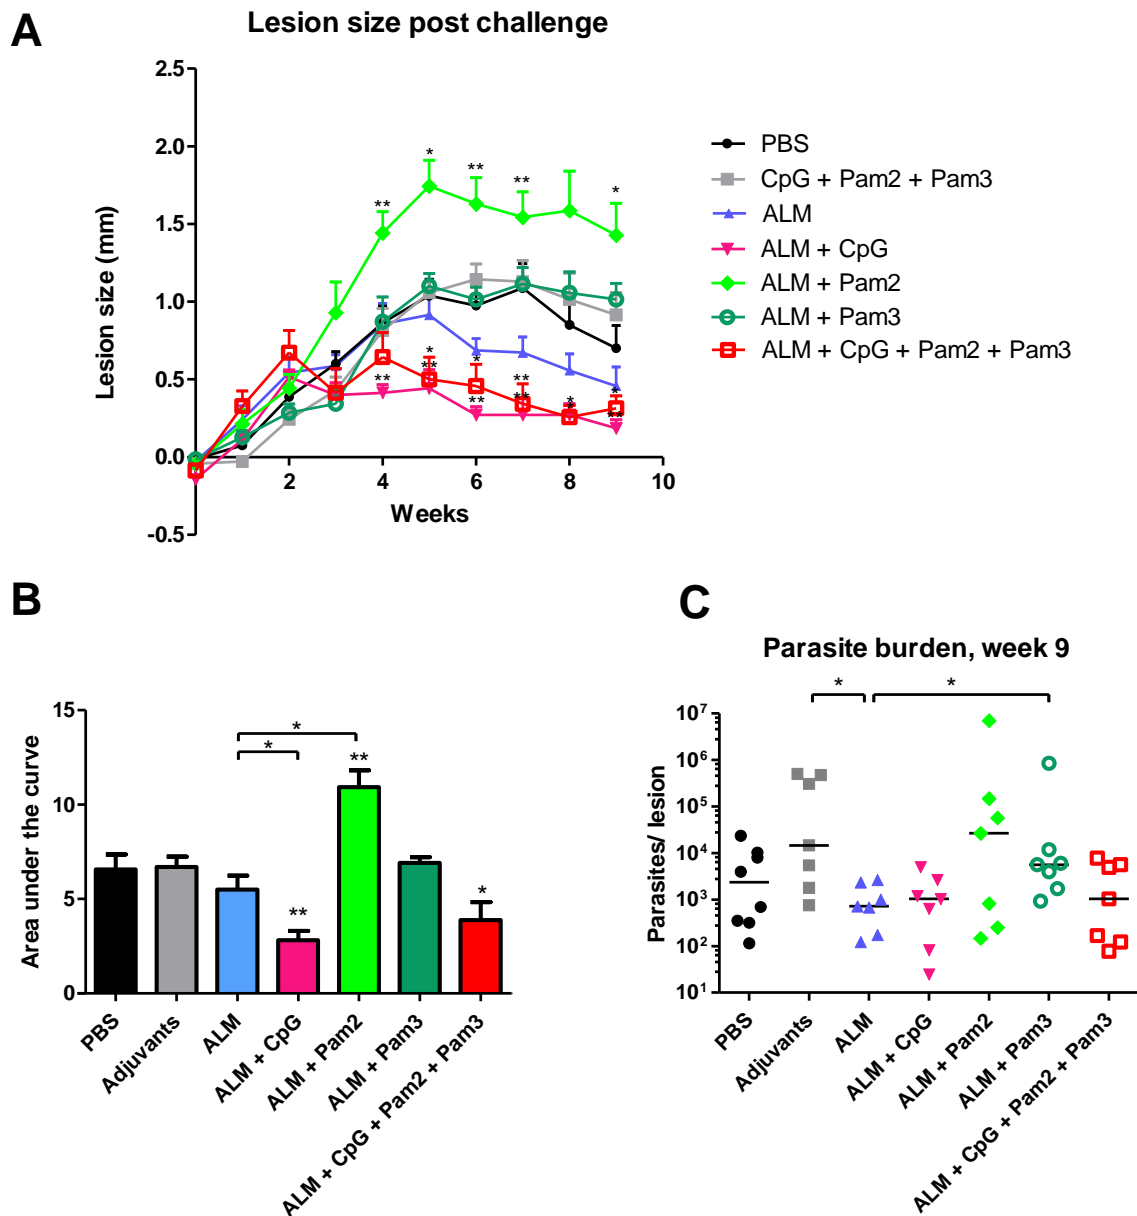 A
Lesion size post challenge
2.5
2.0
1.5
1.0
0.5
0.0
-0.5
Lesion size (mm)
2
4
6
8
10
Weeks
**
*
**
**
*
*
**
**
*
**
*
**
**
*
*
*
**
PBS
CpG + Pam2 + Pam3
ALM
ALM + CpG
ALM + Pam2
ALM + Pam3
ALM + CpG + Pam2 + Pam3
B
15
10
5
0
Area under the curve
*
*
**
**
*
PBS
Adjuvants
ALM
ALM + CpG
ALM + Pam2
ALM + Pam3
ALM + CpG + Pam2 + Pam3
C
Parasite burden, week 9
*
*
10⁷
10⁶
10⁵
10⁴
10³
10²
10¹
Parasites/ lesion
PBS
Adjuvants
ALM
ALM + CpG
ALM + Pam2
ALM + Pam3
ALM + CpG + Pam2 + Pam3